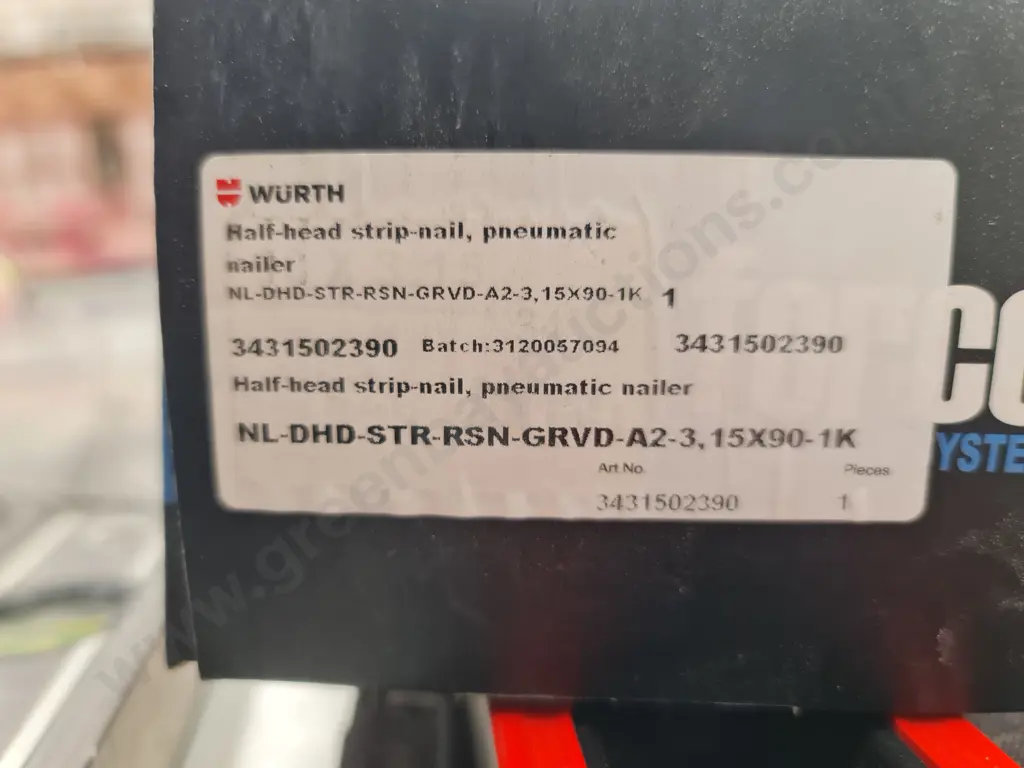 WÜRTH
Half-head strip-nail, pneumatic
nailer
NL-DHD-STR-RSN-GRVD-A2-3,15X90-1K 1
3431502390 Batch:3120057094 3431502390
Half-head strip-nail, pneumatic nailer
NL-DHD-STR-RSN-GRVD-A2-3,15X90-1K
Art No. Pieces
3431502390 1